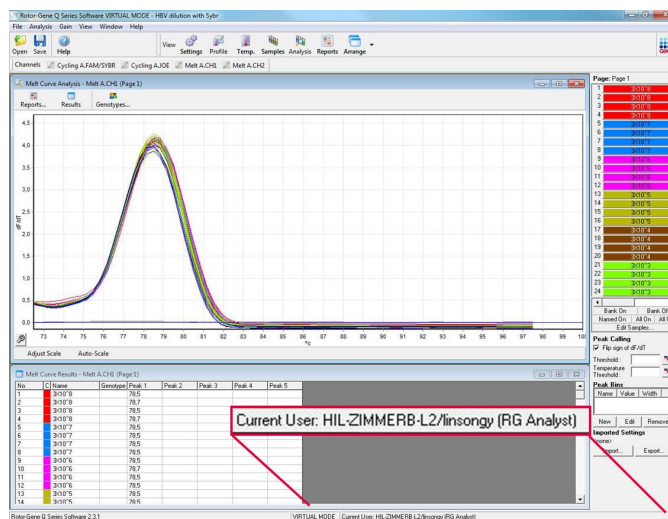 Rotor-Gene Q Series Software VIRTUAL MODE - HBV dilution with Sybr
File Analysis Gain View Window Help
Open Save Help View Settings Profile Temp. Samples Analysis Reports Arrange
Channels Cycling A.FAM/SYBR Cycling A.JOE Melt A.CH1 Melt A.CH2
Melt Curve Analysis - Melt A.CH1 (Page 1)
Reports... Results Genotypes...
4,5
4,0
3,5
3,0
2,5
2,0
1,5
1,0
0,5
0,0
dF/dT
73 74 75 76 77 78 79 80 81 82 83 84 85 86 87 88 89 90 91 92 93 94 95 96 97 98 99 100
°c
Adjust Scale Auto-Scale
Page: Page 1
1 3x10^8
2 3x10^8
3 3x10^8
4 3x10^8
5 3x10^7
6 3x10^7
7 3x10^7
8 3x10^7
9 3x10^6
10 3x10^6
11 3x10^6
12 3x10^6
13 3x10^5
14 3x10^5
15 3x10^5
16 3x10^5
17 3x10^4
18 3x10^4
19 3x10^4
20 3x10^4
21 3x10^3
22 3x10^3
23 3x10^3
24 3x10^3
Bank On Bank Of
Named On All On All
Edit Samples...
Peak Calling
Flip sign of dF/dT
Threshold :
Temperature
Threshold :
Peak Bins
Name Value Width
New Edit Remove
Imported Settings
(none)
Import... Export...
Melt Curve Results - Melt A.CH1 (Page 1)
No. C Name Genotype Peak 1 Peak 2 Peak 3 Peak 4 Peak 5
1 3x10^8 78,5
2 3x10^8 78,7
3 3x10^8 78,5
4 3x10^8 78,7
5 3x10^7 78,5
6 3x10^7 78,5
7 3x10^7 78,5
8 3x10^7 78,5
9 3x10^6 78,5
10 3x10^6 78,7
11 3x10^6 78,5
12 3x10^6 78,5
13 3x10^5 78,5
14 3x10^5 78,5
Current User: HIL-ZIMMERB-L2/linsongy (RG Analyst)
Rotor-Gene Q Series Software 2.3.1 VIRTUAL MODE Current User: HIL-ZIMMERB-L2/linsongy (RG Analyst)